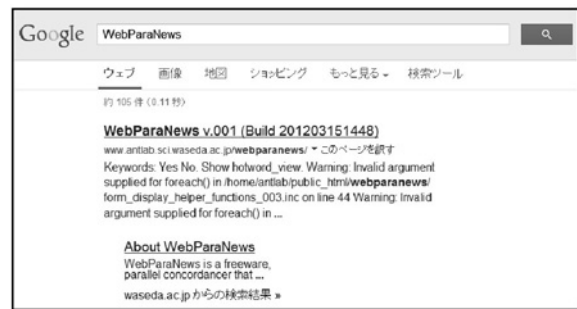 Google WebParaNews
ウェブ 画像 地図 ショッピング もっと見る 検索ツール
約 105 件 (0.11 秒)
WebParaNews v.001 (Build 201203151448)
www.antlab.sci.waseda.ac.jp/webparanews/ このページを訳す
Keywords: Yes No. Show hotword_view. Warning: Invalid argument
supplied for foreach() in /home/antlab/public_html/webparanews/
form_display_helper_functions_003.inc on line 44 Warning: Invalid
argument supplied for foreach() in ...
About WebParaNews
WebParaNews is a freeware,
parallel concordancer that ...
waseda.ac.jp からの検索結果 »